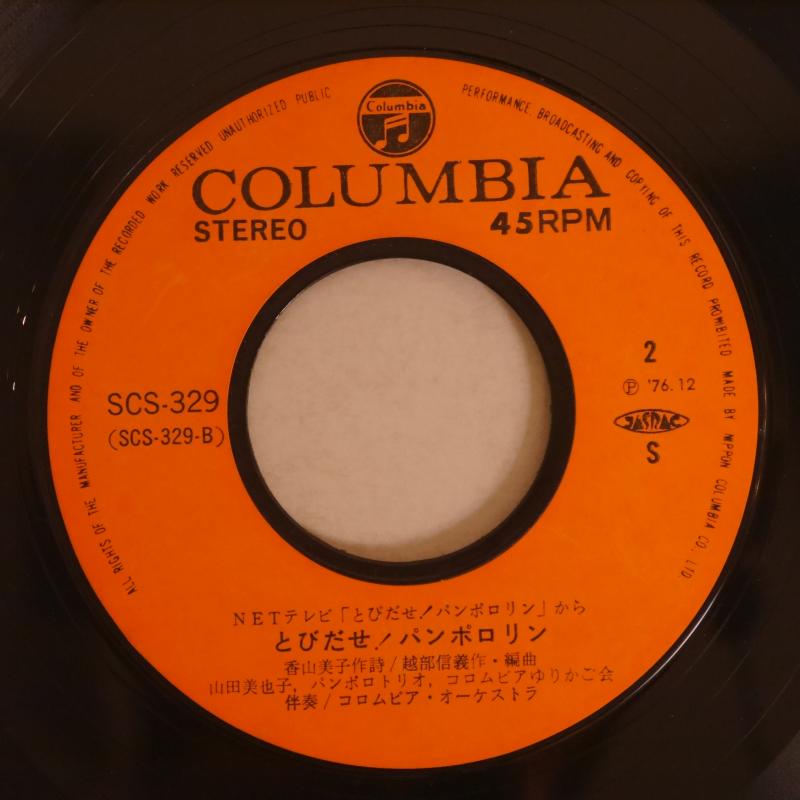 ALL RIGHTS OF THE MANUFACTURER AND OF THE OWNER OF THE RECORDED WORK RESERVED UNAUTHORIZED PUBLIC PERFORMANCE, BROADCASTING AND COPYING OF THIS RECORD PROHIBITED MADE BY NIPPON COLUMBIA CO., LTD
Columbia
COLUMBIA
STEREO 45RPM
2
Ⓟ '76.12
SCS-329
(SCS-329-B)
JASRAC
S
NETテレビ「とびだせ!パンポロリン」から
とびだせ!パンポロリン
香山美子作詩/越部信義作・編曲
山田美也子, パンポロトリオ, コロムビアゆりかご会
伴奏/コロムビア・オーケストラ